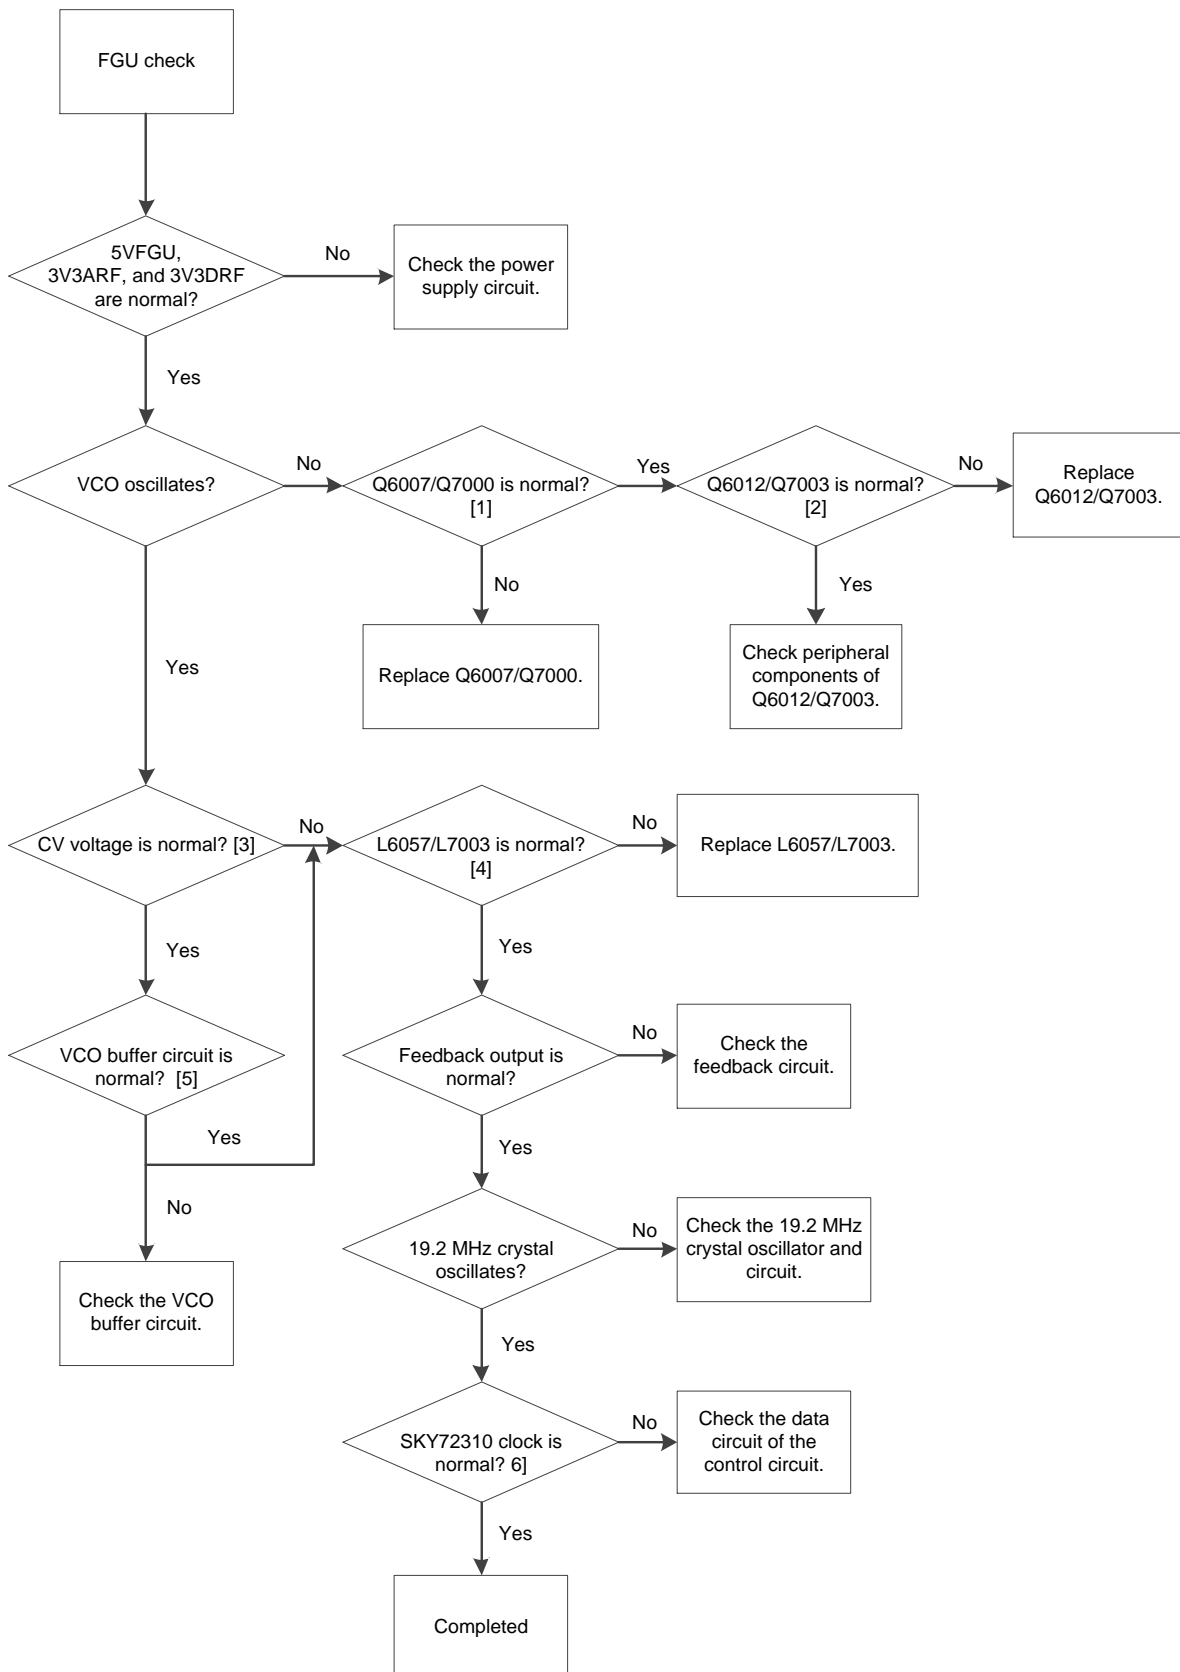 FGU check
5VFGU,
3V3ARF, and 3V3DRF
are normal?
No
Check the power
supply circuit.
Yes
VCO oscillates?
No
Q6007/Q7000 is normal?
[1]
Yes
Q6012/Q7003 is normal?
[2]
No
Replace
Q6012/Q7003.
No
Yes
Replace Q6007/Q7000.
Check peripheral
components of
Q6012/Q7003.
Yes
CV voltage is normal? [3]
No
L6057/L7003 is normal?
[4]
No
Replace L6057/L7003.
Yes
Yes
VCO buffer circuit is
normal?  [5]
Feedback output is
normal?
No
Check the
feedback circuit.
Yes
Yes
No
19.2 MHz crystal
oscillates?
No
Check the 19.2 MHz
crystal oscillator and
circuit.
Check the VCO
buffer circuit.
Yes
SKY72310 clock is
normal? 6]
No
Check the data
circuit of the
control circuit.
Yes
Completed